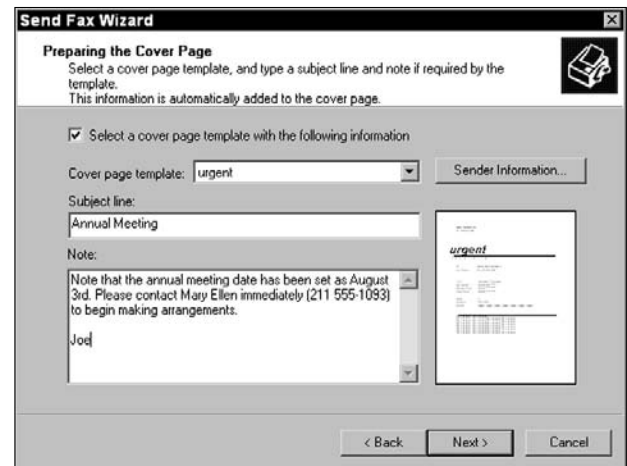 Send Fax Wizard
Preparing the Cover Page
Select a cover page template, and type a subject line and note if required by the
template.
This information is automatically added to the cover page.
Select a cover page template with the following information
Cover page template: urgent
Sender Information...
Subject line:
Annual Meeting
Note:
Note that the annual meeting date has been set as August
3rd. Please contact Mary Ellen immediately (211 555-1093)
to begin making arrangements.
Joe
urgent
< Back
Next >
Cancel